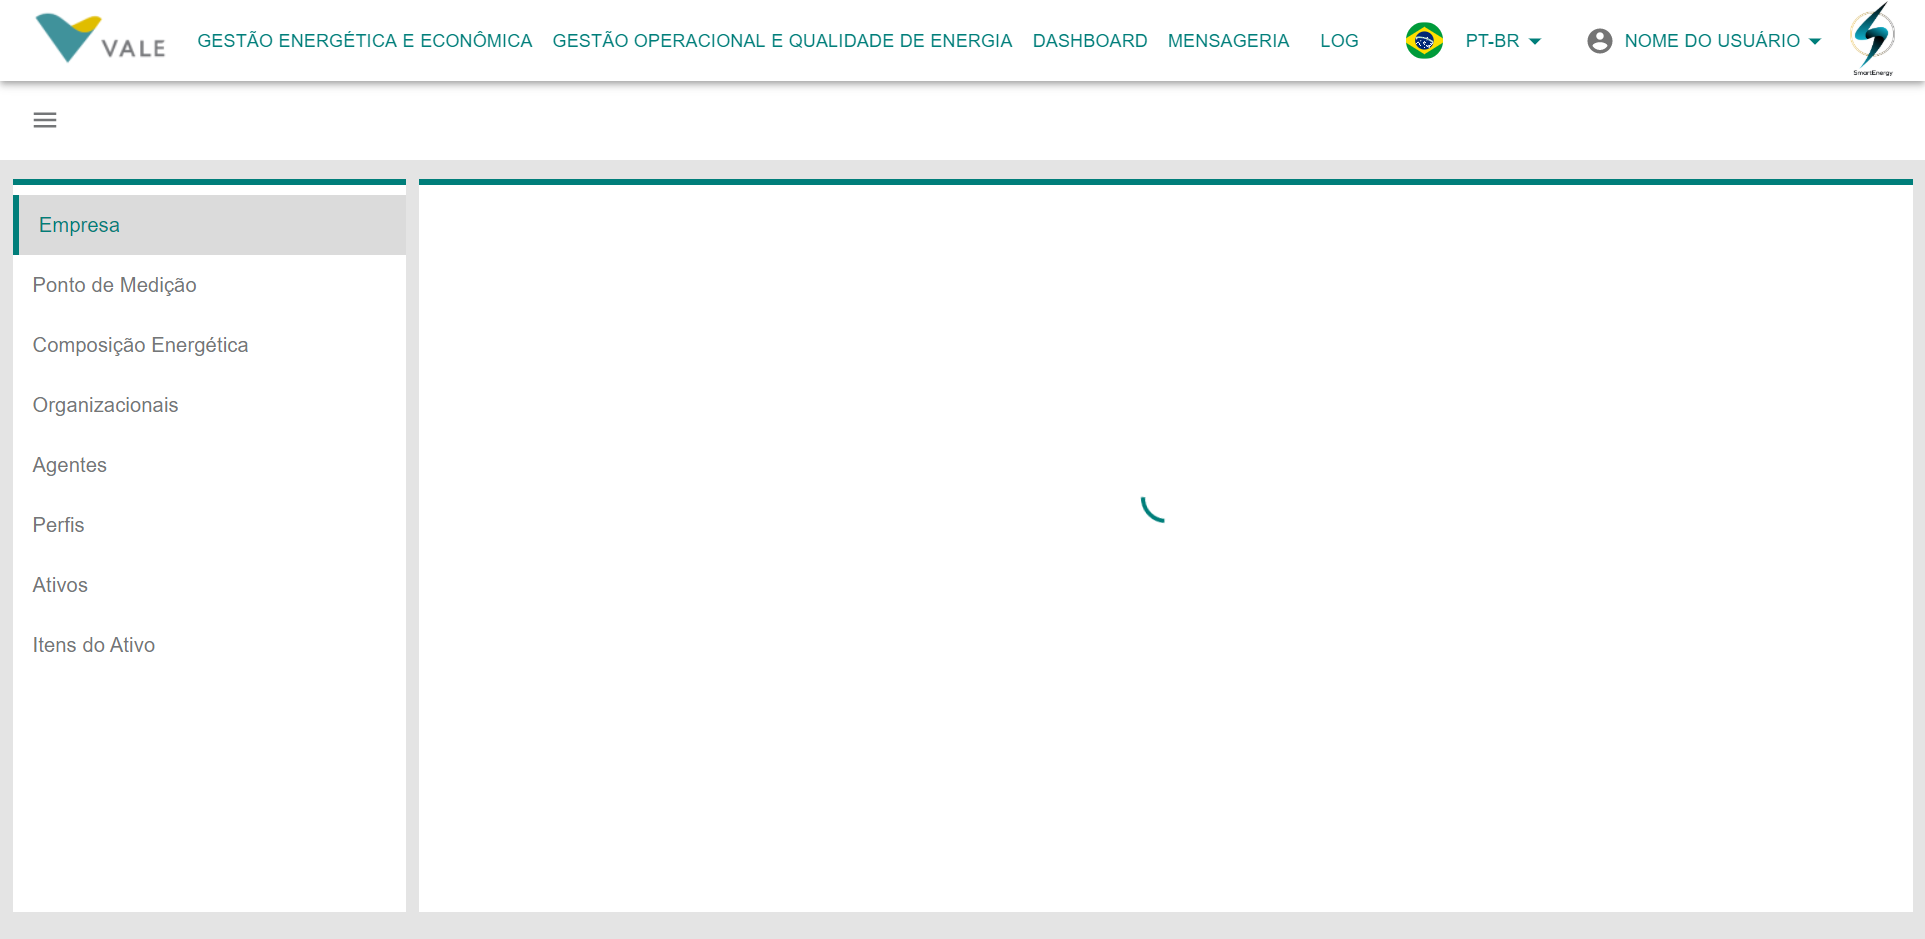 VALE
GESTÃO ENERGÉTICA E ECONÔMICA GESTÃO OPERACIONAL E QUALIDADE DE ENERGIA DASHBOARD MENSAGERIA LOG PT-BR NOME DO USUÁRIO
SmartEnergy
Empresa
Ponto de Medição
Composição Energética
Organizacionais
Agentes
Perfis
Ativos
Itens do Ativo